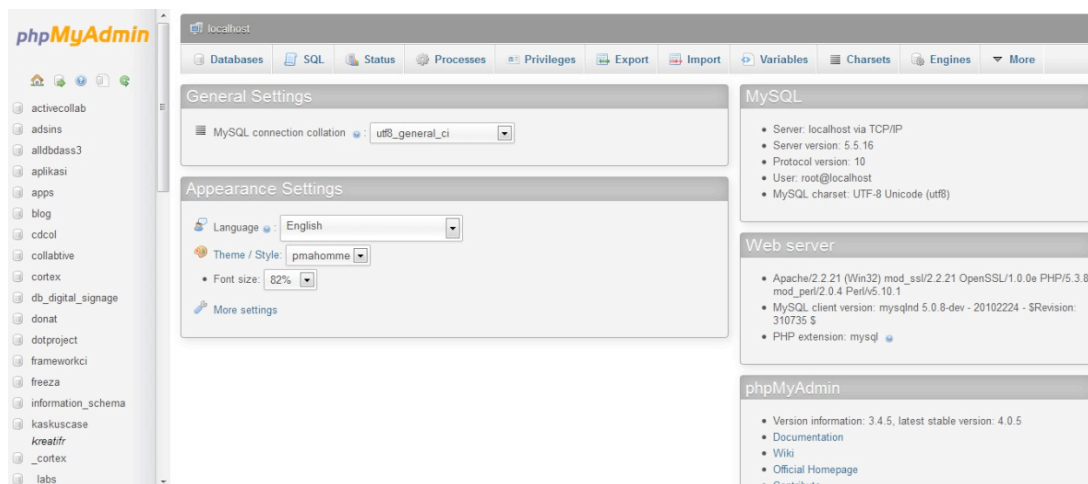 phpMyAdmin
activecollab
adsins
alldbdass3
aplikasi
apps
blog
cdcol
collabtive
cortex
db_digital_signage
donat
dotproject
frameworkci
freeza
information_schema
kaskuscase
kreatifr
_cortex
_labs
localhost
Databases SQL Status Processes Privileges Export Import Variables Charsets Engines More
General Settings
MySQL connection collation : utf8_general_ci
Appearance Settings
Language : English
Theme / Style: pmahomme
• Font size: 82%
More settings
MySQL
• Server: localhost via TCP/IP
• Server version: 5.5.16
• Protocol version: 10
• User: root@localhost
• MySQL charset: UTF-8 Unicode (utf8)
Web server
• Apache/2.2.21 (Win32) mod_ssl/2.2.21 OpenSSL/1.0.0e PHP/5.3.8
mod_perl/2.0.4 Perl/v5.10.1
• MySQL client version: mysqlnd 5.0.8-dev - 20102224 - $Revision:
310735 $
• PHP extension: mysql
phpMyAdmin
• Version information: 3.4.5, latest stable version: 4.0.5
• Documentation
• Wiki
• Official Homepage